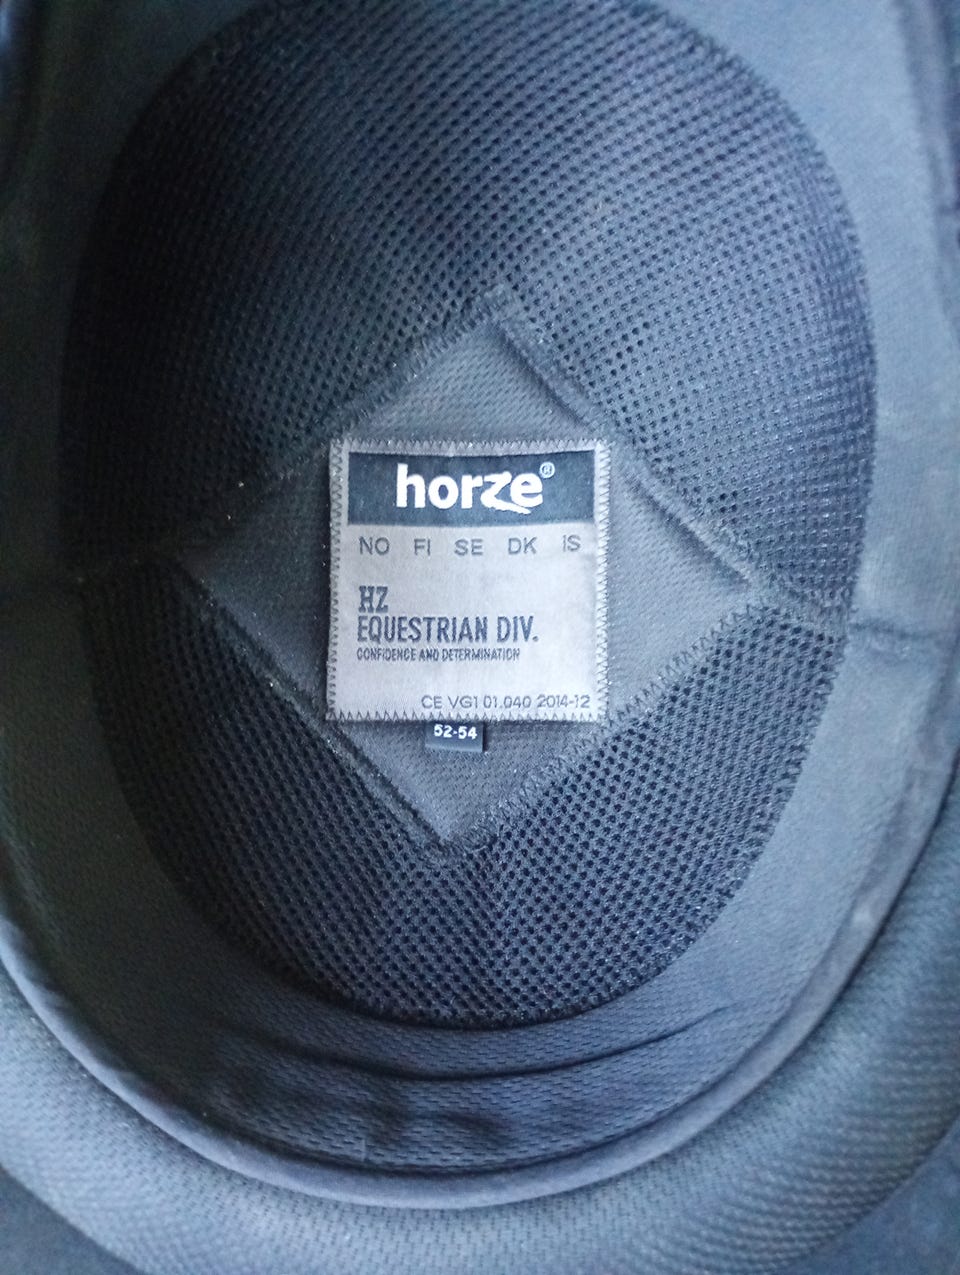 horze®
NO FI SE DK IS
HZ
EQUESTRIAN DIV.
CONFIDENCE AND DETERMINATION
CE VG1 01.040 2014-12
52-54